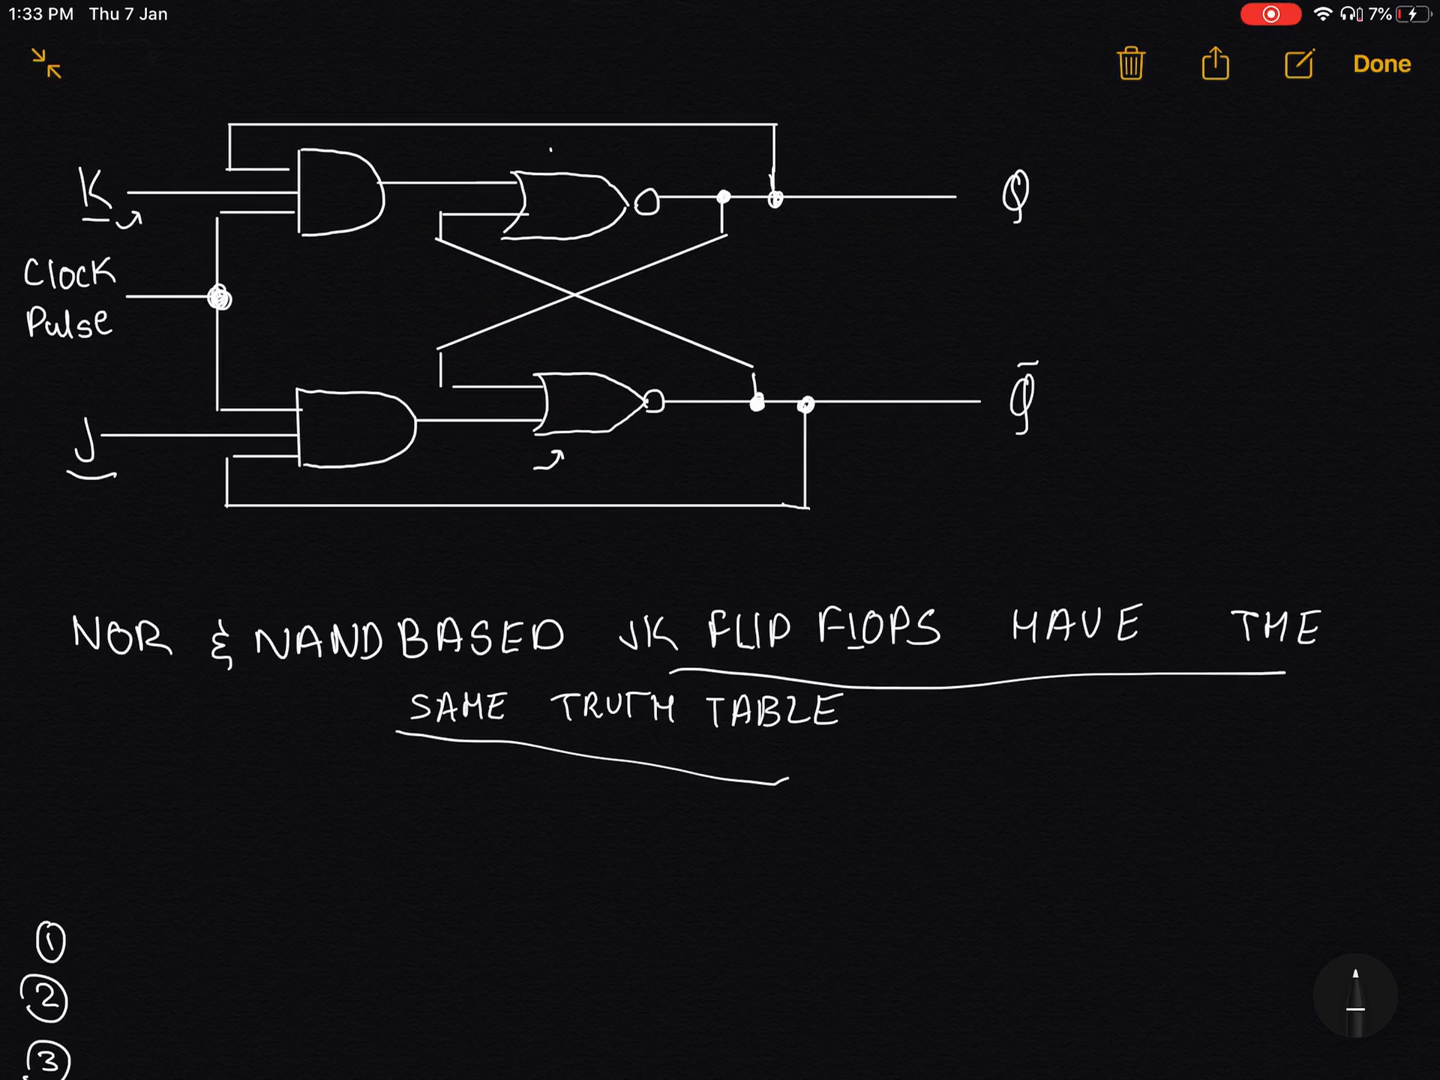 1:33 PM Thu 7 Jan
7%
Done
K
Q
Clock
Pulse
Q̄
J
NOR & NAND BASED JK FLIP FLOPS HAVE THE
SAME TRUTH TABLE
①
②
③